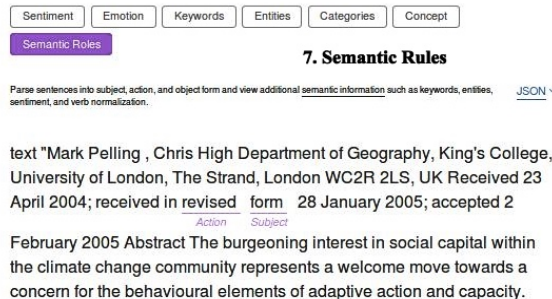 Sentiment Emotion Keywords Entities Categories Concept
Semantic Roles
7. Semantic Rules
Parse sentences into subject, action, and object form and view additional semantic information such as keywords, entities,
sentiment, and verb normalization.
JSON
text "Mark Pelling , Chris High Department of Geography, King's College,
University of London, The Strand, London WC2R 2LS, UK Received 23
April 2004; received in revised form 28 January 2005; accepted 2
Action Subject
February 2005 Abstract The burgeoning interest in social capital within
the climate change community represents a welcome move towards a
concern for the behavioural elements of adaptive action and capacity.